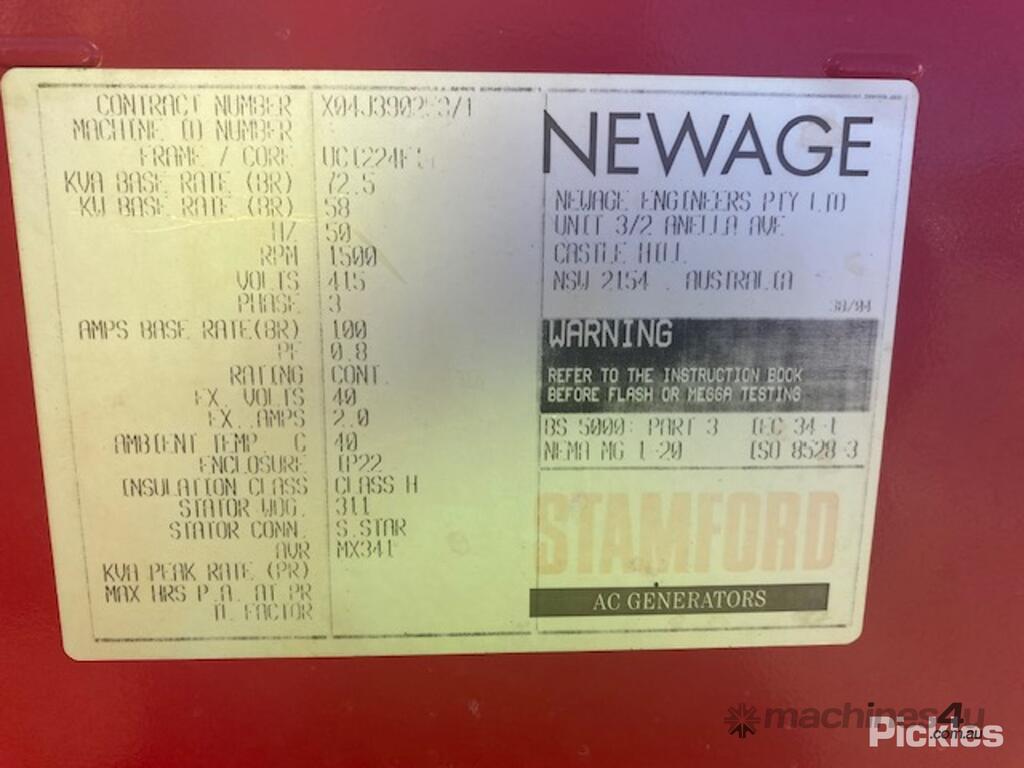 CONTRACT NUMBER
MACHINE ID NUMBER
FRAME / CORE
KVA BASE RATE (BR) 72.5
KW BASE RATE (BR) 58
HZ 50
RPM 1500
VOLTS 415
PHASE 3
AMPS BASE RATE(BR) 100
PF 0.8
RATING CONT.
EX. VOLTS 40
EX. AMPS 2.0
AMBIENT TEMP. C 40
ENCLOSURE IP22
INSULATION CLASS CLASS H
STATOR WDG. 311
STATOR CONN. S.STAR
AVR MX341
KVA PEAK RATE (PR)
MAX HRS P.A. AT PR
D. FACTOR
NEWAGE
NEWAGE ENGINEERS PTY LTD
UNIT 3/2 ANELLA AVE
CASTLE HILL
NSW 2154 . AUSTRALIA
WARNING
REFER TO THE INSTRUCTION BOOK
BEFORE FLASH OR MEGGA TESTING
BS 5000: PART 3 IEC 34-1
NEMA MG 1-20 ISO 8528-3
STAMFORD
AC GENERATORS
machines4u
.com.au
Pickles